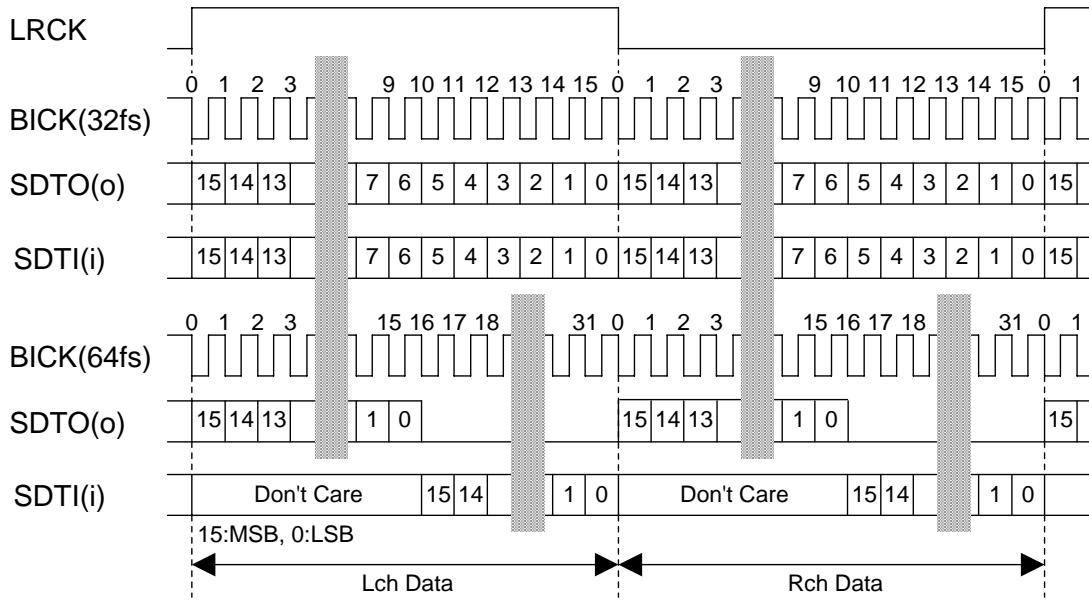 LRCK
0 1 2 3 9 10 11 12 13 14 15 0 1 2 3 9 10 11 12 13 14 15 0 1
BICK(32fs)
SDTO(o) 15 14 13 7 6 5 4 3 2 1 0 15 14 13 7 6 5 4 3 2 1 0 15
SDTI(i) 15 14 13 7 6 5 4 3 2 1 0 15 14 13 7 6 5 4 3 2 1 0 15
0 1 2 3 15 16 17 18 31 0 1 2 3 15 16 17 18 31 0 1
BICK(64fs)
SDTO(o) 15 14 13 1 0 15 14 13 1 0 15
SDTI(i) Don't Care 15 14 1 0 Don't Care 15 14 1 0
15:MSB, 0:LSB
Lch Data Rch Data